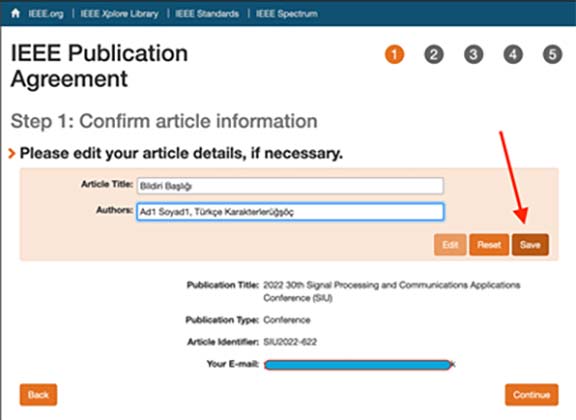 IEEE.org | IEEE Xplore Library | IEEE Standards | IEEE Spectrum
IEEE Publication
Agreement
1 2 3 4 5
Step 1: Confirm article information
Please edit your article details, if necessary.
Article Title: Bildiri Başlığı
Authors: Ad1 Soyad1, Türkçe Karakterlerüğşöç
Edit Reset Save
Publication Title: 2022 30th Signal Processing and Communications Applications
Conference (SIU)
Publication Type: Conference
Article Identifier: SIU2022-622
Your E-mail:
Back Continue